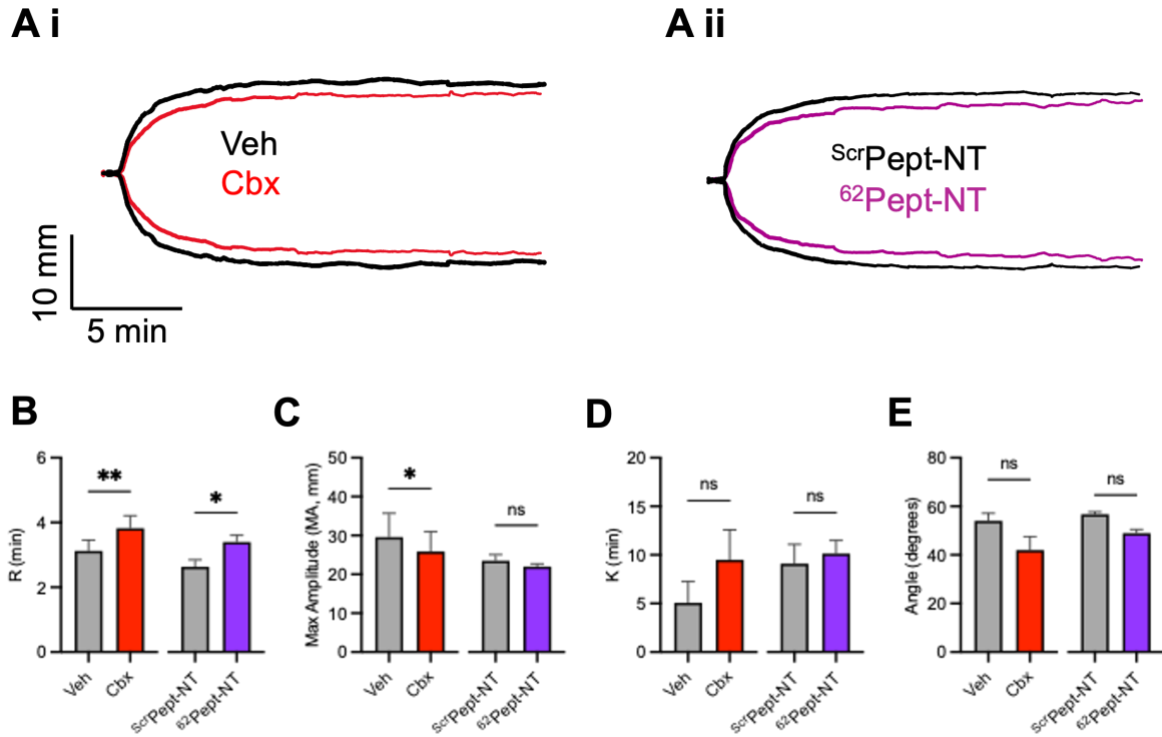 A i
A ii
Veh
Cbx
10 mm
5 min
ScrPept-NT
62Pept-NT
B
C
D
E
R (min)
6
4
2
0
**
*
Veh
Cbx
ScrPept-NT
62Pept-NT
Max Amplitude (MA, mm)
50
40
30
20
10
0
*
ns
Veh
Cbx
ScrPept-NT
62Pept-NT
K (min)
20
15
10
5
0
ns
ns
Veh
Cbx
ScrPept-NT
62Pept-NT
Angle (degrees)
80
60
40
20
0
ns
ns
Veh
Cbx
ScrPept-NT
62Pept-NT